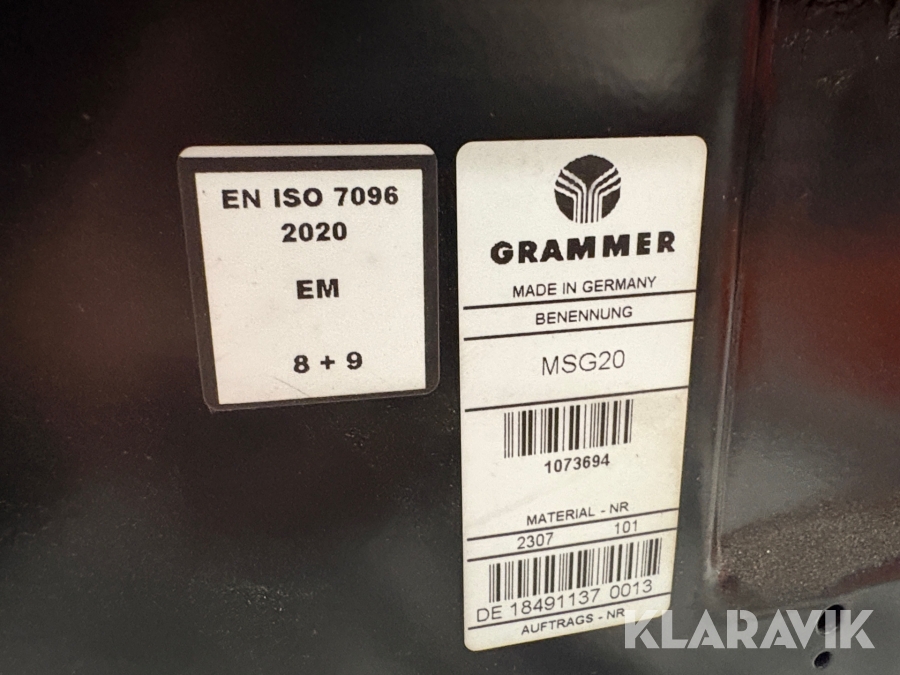 EN ISO 7096
2020
EM
8 + 9
GRAMMER
MADE IN GERMANY
BENENNUNG
MSG20
1073694
MATERIAL - NR
2307 101
DE 18491137 0013
AUFTRAGS - NR
KLARAVIK